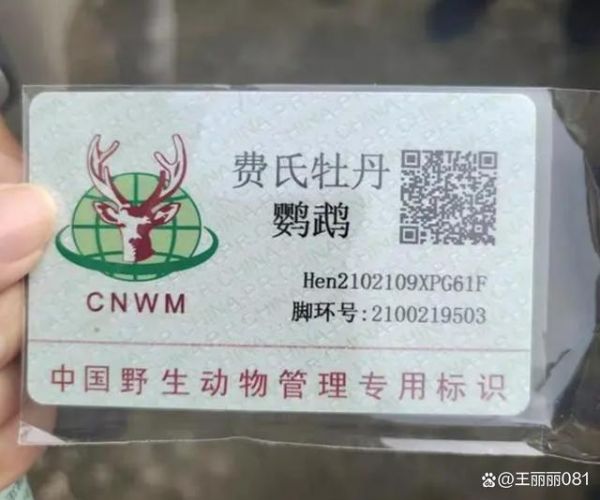 费氏牡丹
鹦鹉
CNWM
Hen2102109XPG61F
脚环号:2100219503
中国野生动物管理专用标识
@王丽丽081